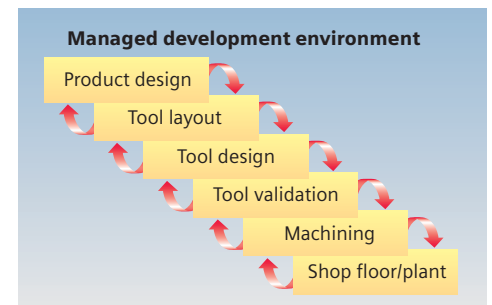 Managed development environment
Product design
Tool layout
Tool design
Tool validation
Machining
Shop floor/plant